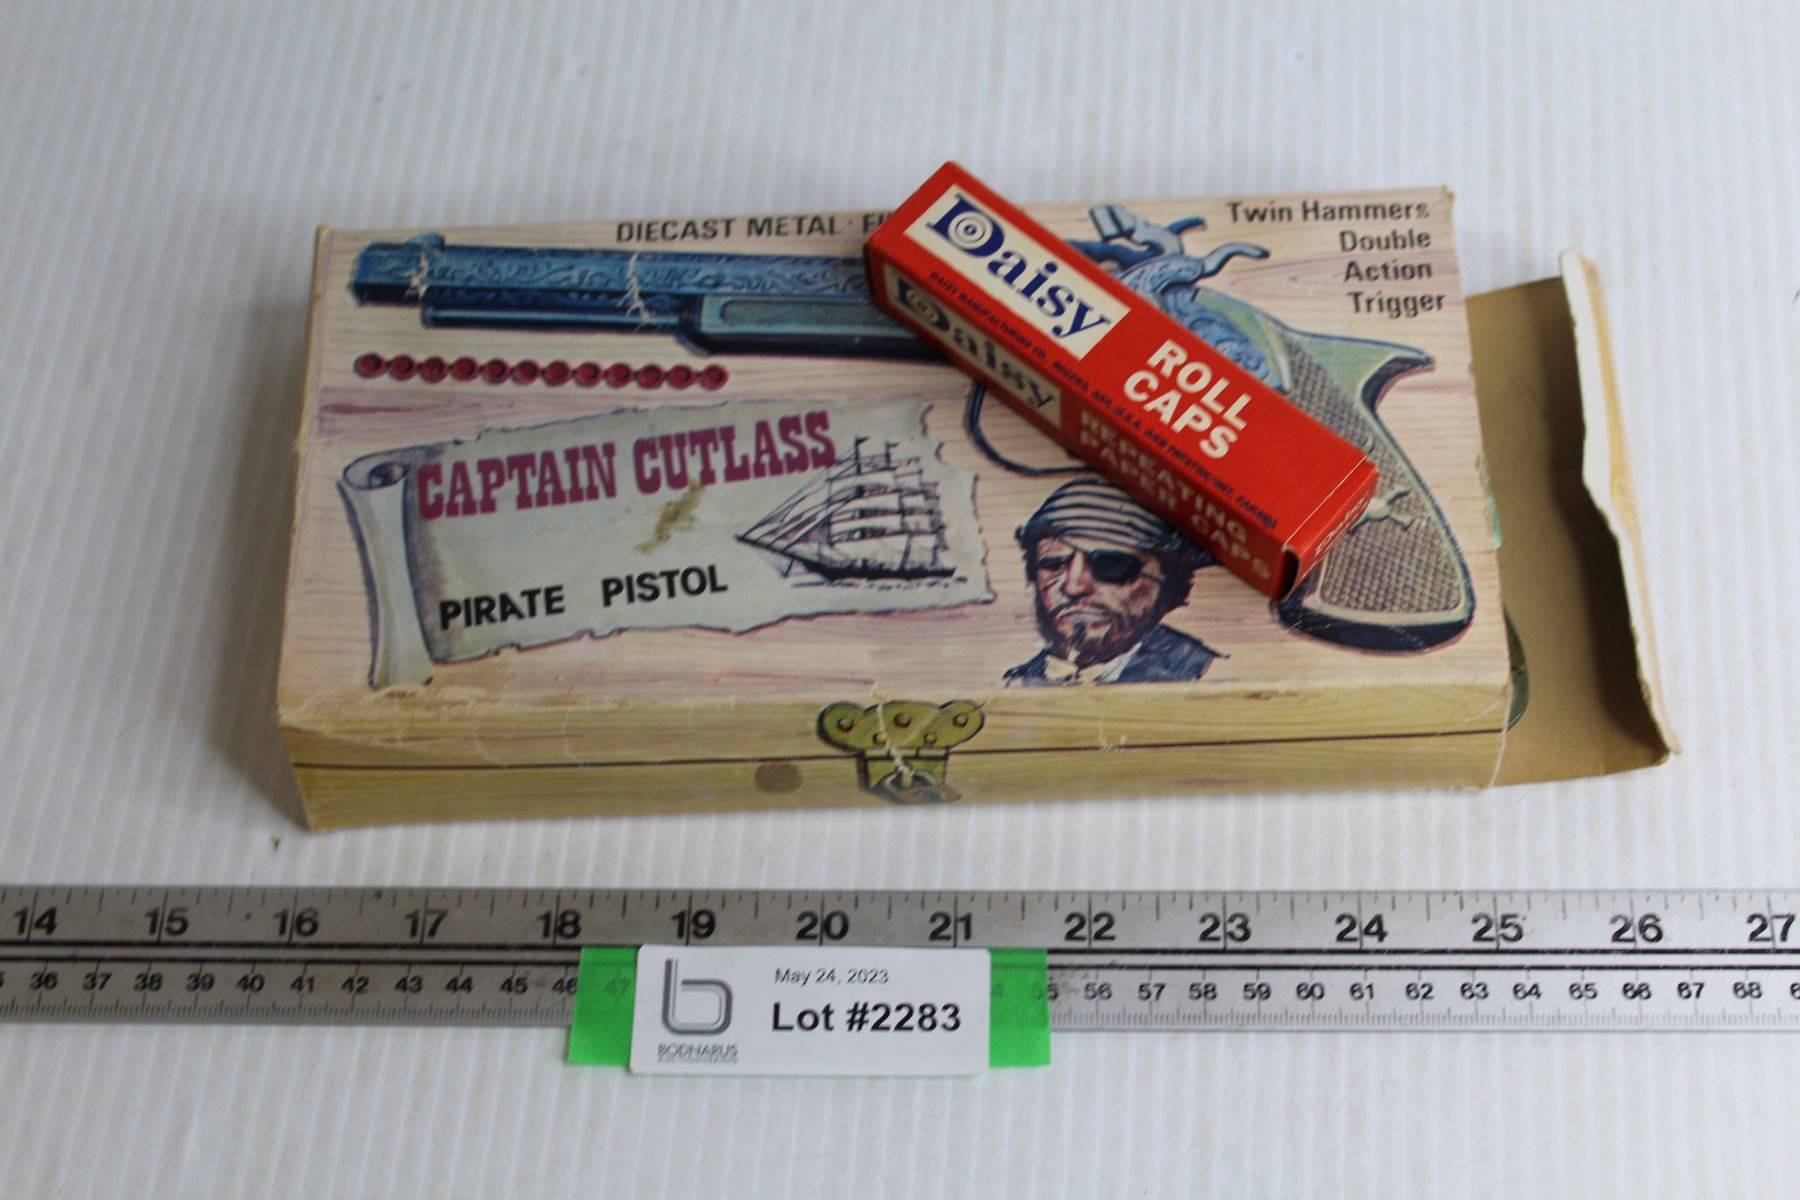 DIECAST METAL · FI
Twin Hammers
Double
Action
Trigger
Daisy
ROLL
CAPS
Daisy
REPEATING
PAPER CAPS
CAPTAIN CUTLASS
PIRATE PISTOL
14 15 16 17 18 19 20 21 22 23 24 25 26 27
36 37 38 39 40 41 42 43 44 45 46 47 55 56 57 58 59 60 61 62 63 64 65 66 67 68
May 24, 2023
Lot #2283
BODNARUS